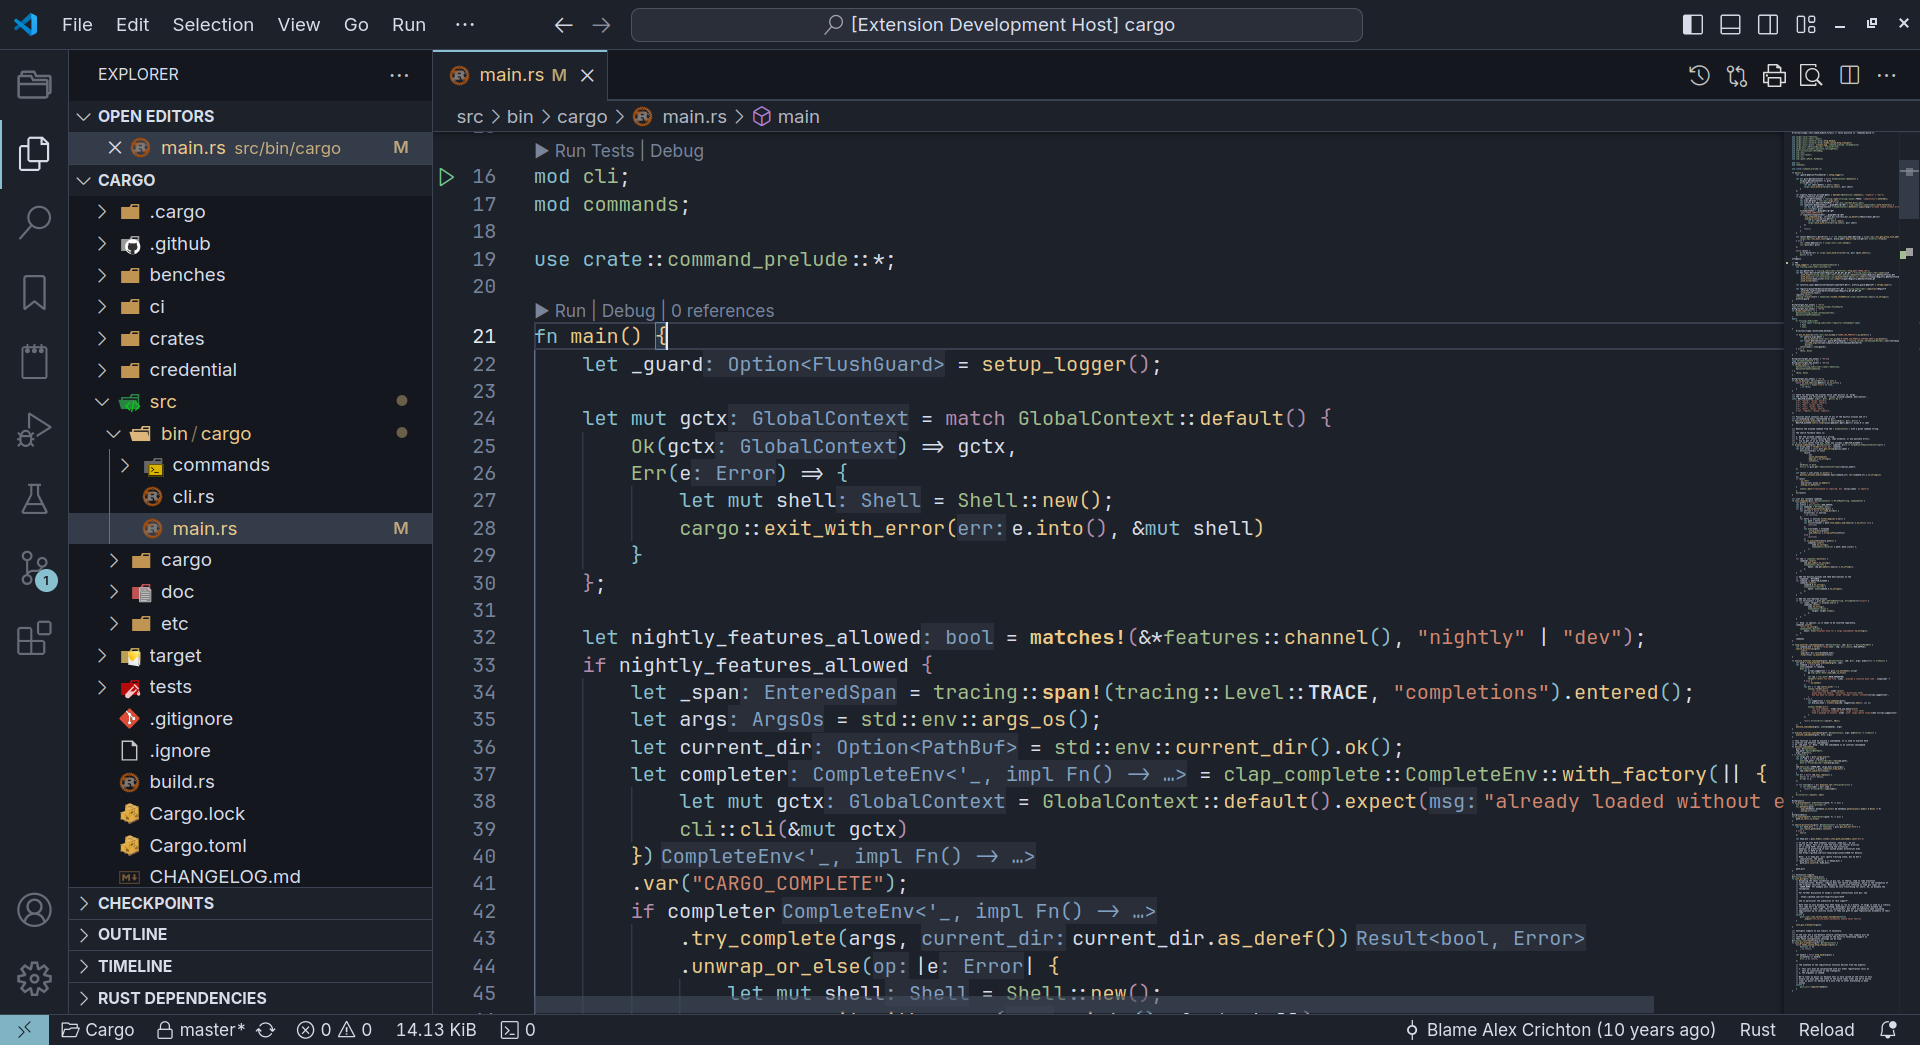 File Edit Selection View Go Run ···
[Extension Development Host] cargo
EXPLORER
OPEN EDITORS
main.rs src/bin/cargo M
CARGO
.cargo
.github
benches
ci
crates
credential
src
bin / cargo
commands
cli.rs
main.rs M
cargo
doc
etc
target
tests
.gitignore
.ignore
build.rs
Cargo.lock
Cargo.toml
CHANGELOG.md
CHECKPOINTS
OUTLINE
TIMELINE
RUST DEPENDENCIES
1
main.rs M
src > bin > cargo > main.rs > main
Run Tests | Debug
16 mod cli;
17 mod commands;
18
19 use crate::command_prelude::*;
20
Run | Debug | 0 references
21 fn main() {
22 let _guard: Option<FlushGuard> = setup_logger();
23
24 let mut gctx: GlobalContext = match GlobalContext::default() {
25 Ok(gctx: GlobalContext) => gctx,
26 Err(e: Error) => {
27 let mut shell: Shell = Shell::new();
28 cargo::exit_with_error(err: e.into(), &mut shell)
29 }
30 };
31
32 let nightly_features_allowed: bool = matches!(&*features::channel(), "nightly" | "dev");
33 if nightly_features_allowed {
34 let _span: EnteredSpan = tracing::span!(tracing::Level::TRACE, "completions").entered();
35 let args: ArgsOs = std::env::args_os();
36 let current_dir: Option<PathBuf> = std::env::current_dir().ok();
37 let completer: CompleteEnv<'_, impl Fn() -> …> = clap_complete::CompleteEnv::with_factory(|| {
38 let mut gctx: GlobalContext = GlobalContext::default().expect(msg: "already loaded without e
39 cli::cli(&mut gctx)
40 }) CompleteEnv<'_, impl Fn() -> …>
41 .var("CARGO_COMPLETE");
42 if completer CompleteEnv<'_, impl Fn() -> …>
43 .try_complete(args, current_dir: current_dir.as_deref()) Result<bool, Error>
44 .unwrap_or_else(op: |e: Error| {
45 let mut shell: Shell = Shell::new();
Cargo master* 0 0 14.13 KiB 0
Blame Alex Crichton (10 years ago) Rust Reload